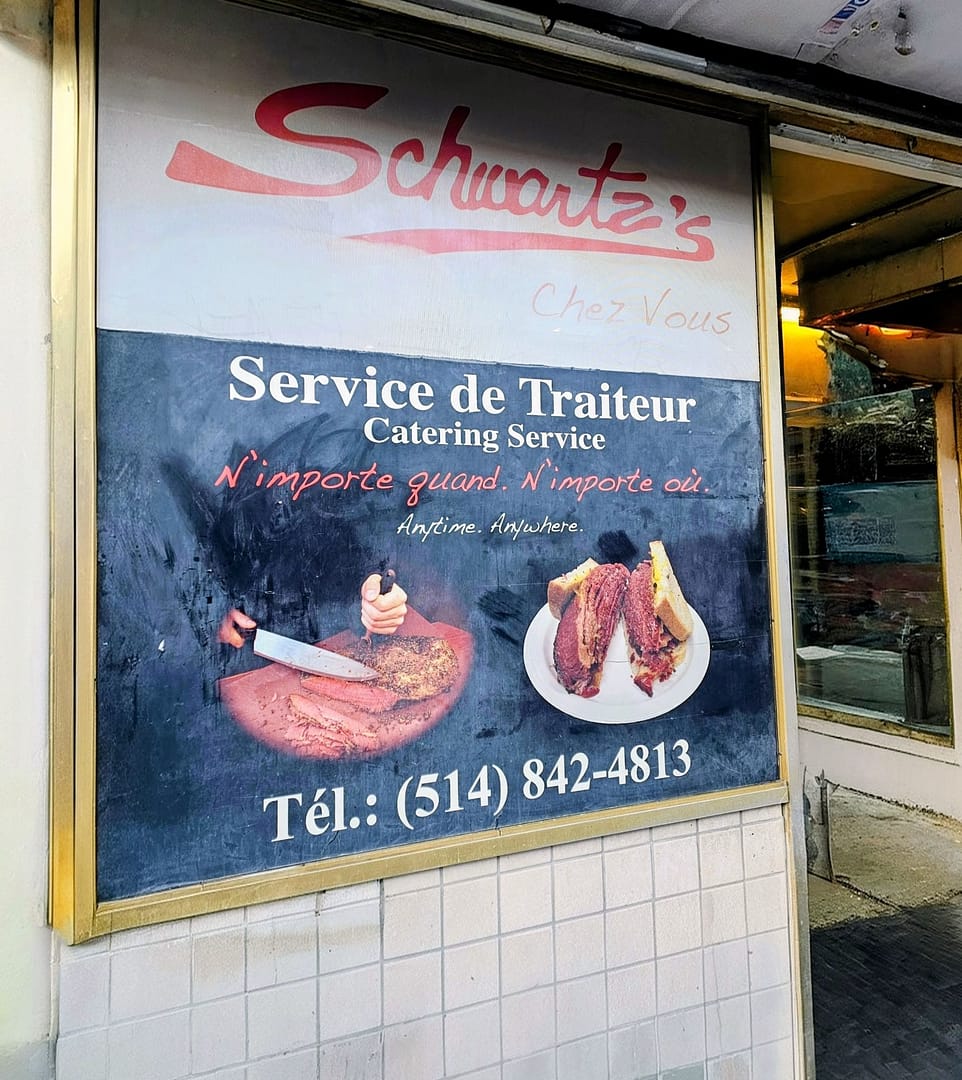 Schwartz's
Chez Vous
Service de Traiteur
Catering Service
N'importe quand. N'importe où.
Anytime. Anywhere.
Tél.: (514) 842-4813